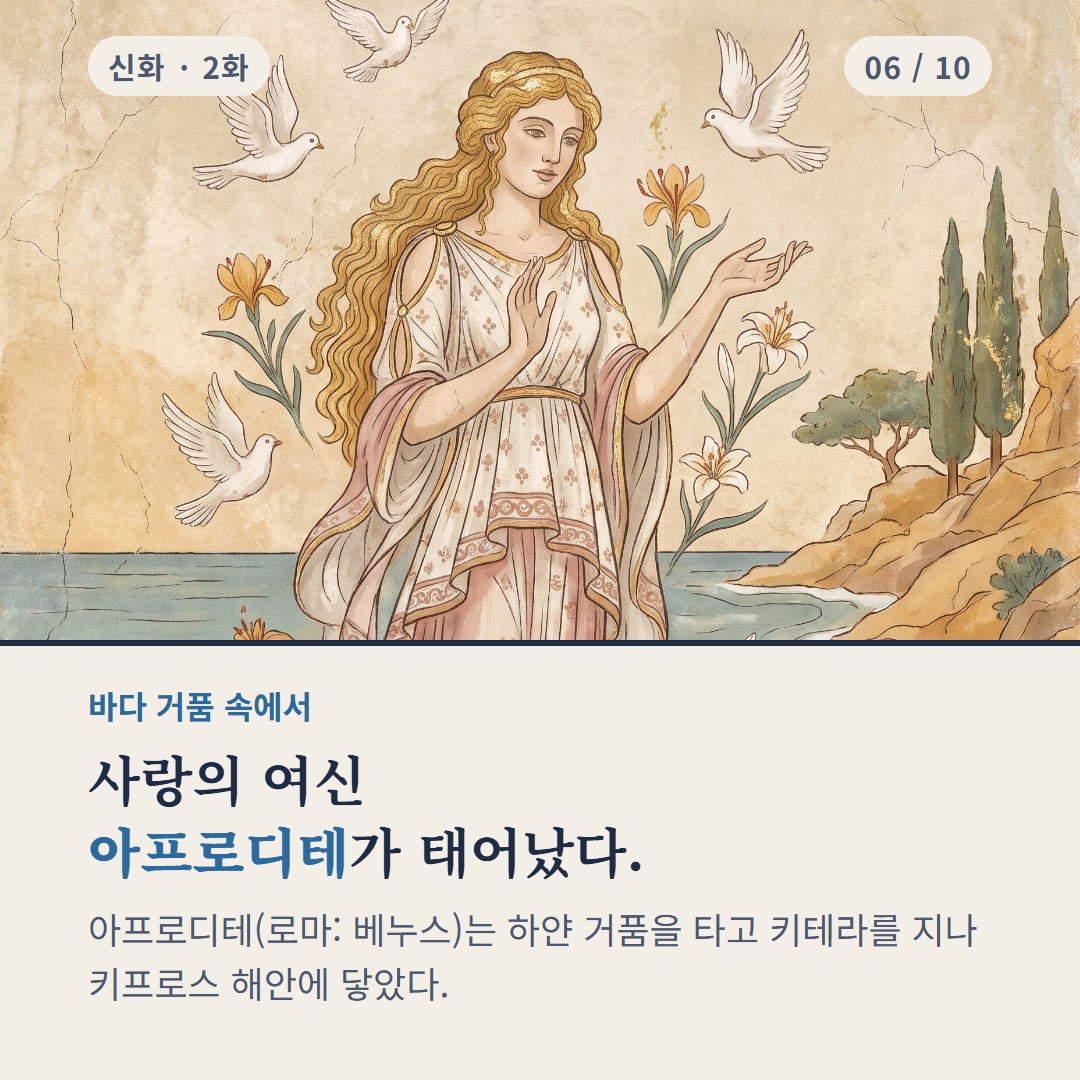 신화 · 2화
06 / 10
바다 거품 속에서
사랑의 여신
아프로디테가 태어났다.
아프로디테(로마: 베누스)는 하얀 거품을 타고 키테라를 지나
키프로스 해안에 닿았다.